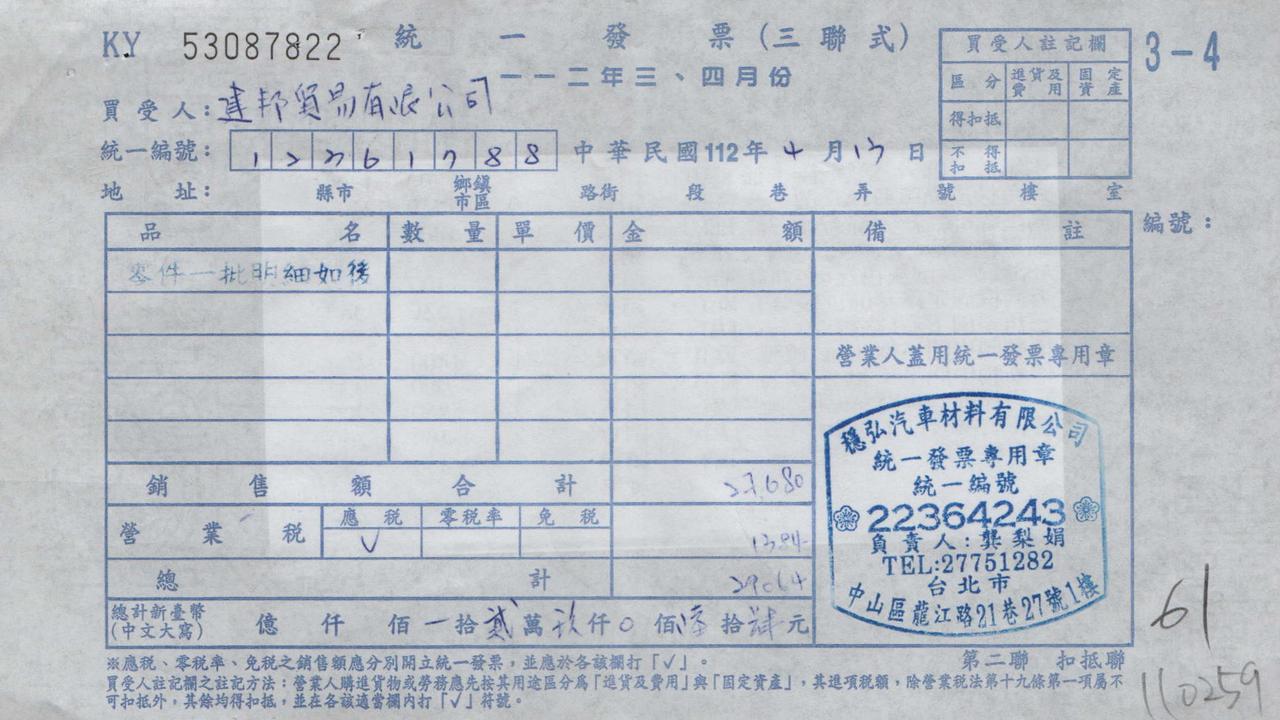 KY 53087822 統一發票(三聯式) 3-4
一一二年三、四月份
買受人註記欄
區分 進貨及費用 固定資產
得扣抵
不得扣抵
買受人:建邦貿易有限公司
統一編號: 中華民國112年4月13日
地址: 縣市 鄉鎮市區 路街 段 巷 弄 號 樓 室
品名 數量 單價 金額 備註 編號:
零件一批明細如後
營業人蓋用統一發票專用章
銷售額合計 27,680
營業稅 應稅 零稅率 免稅
√ 1384
總計 29064
總計新臺幣(中文大寫) 億 仟 佰 一拾貳萬玖仟0佰陸拾肆元
穩弘汽車材料有限公司
統一發票專用章
統一編號
22364243
負責人:龔梨娟
TEL:27751282
台北市
中山區龍江路21巷27號1樓
61
※應稅、零稅率、免稅之銷售額應分別開立統一發票,並應於各該欄打「√」。 第二聯 扣抵聯
買受人註記欄之註記方法:營業人購進貨物或勞務應先按其用途區分為「進貨及費用」與「固定資產」,其進項稅額,除營業稅法第十九條第一項屬不
可扣抵外,其餘均得扣抵,並在各該適當欄內打「√」符號。
110259